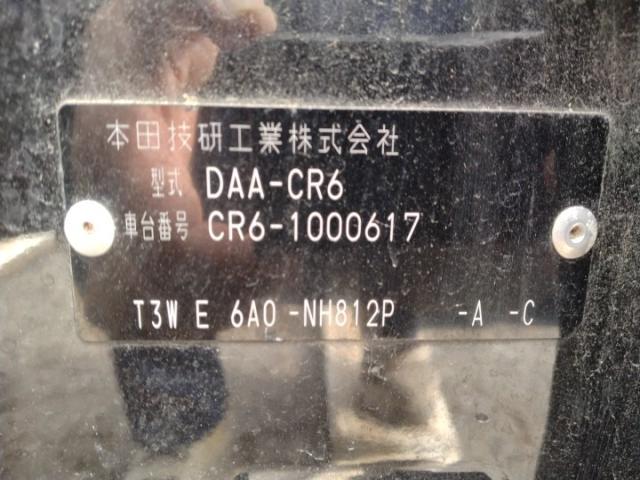 本田技研工業株式会社
型式 DAA-CR6
車台番号 CR6-1000617
T3W E 6A0 -NH812P -A -C